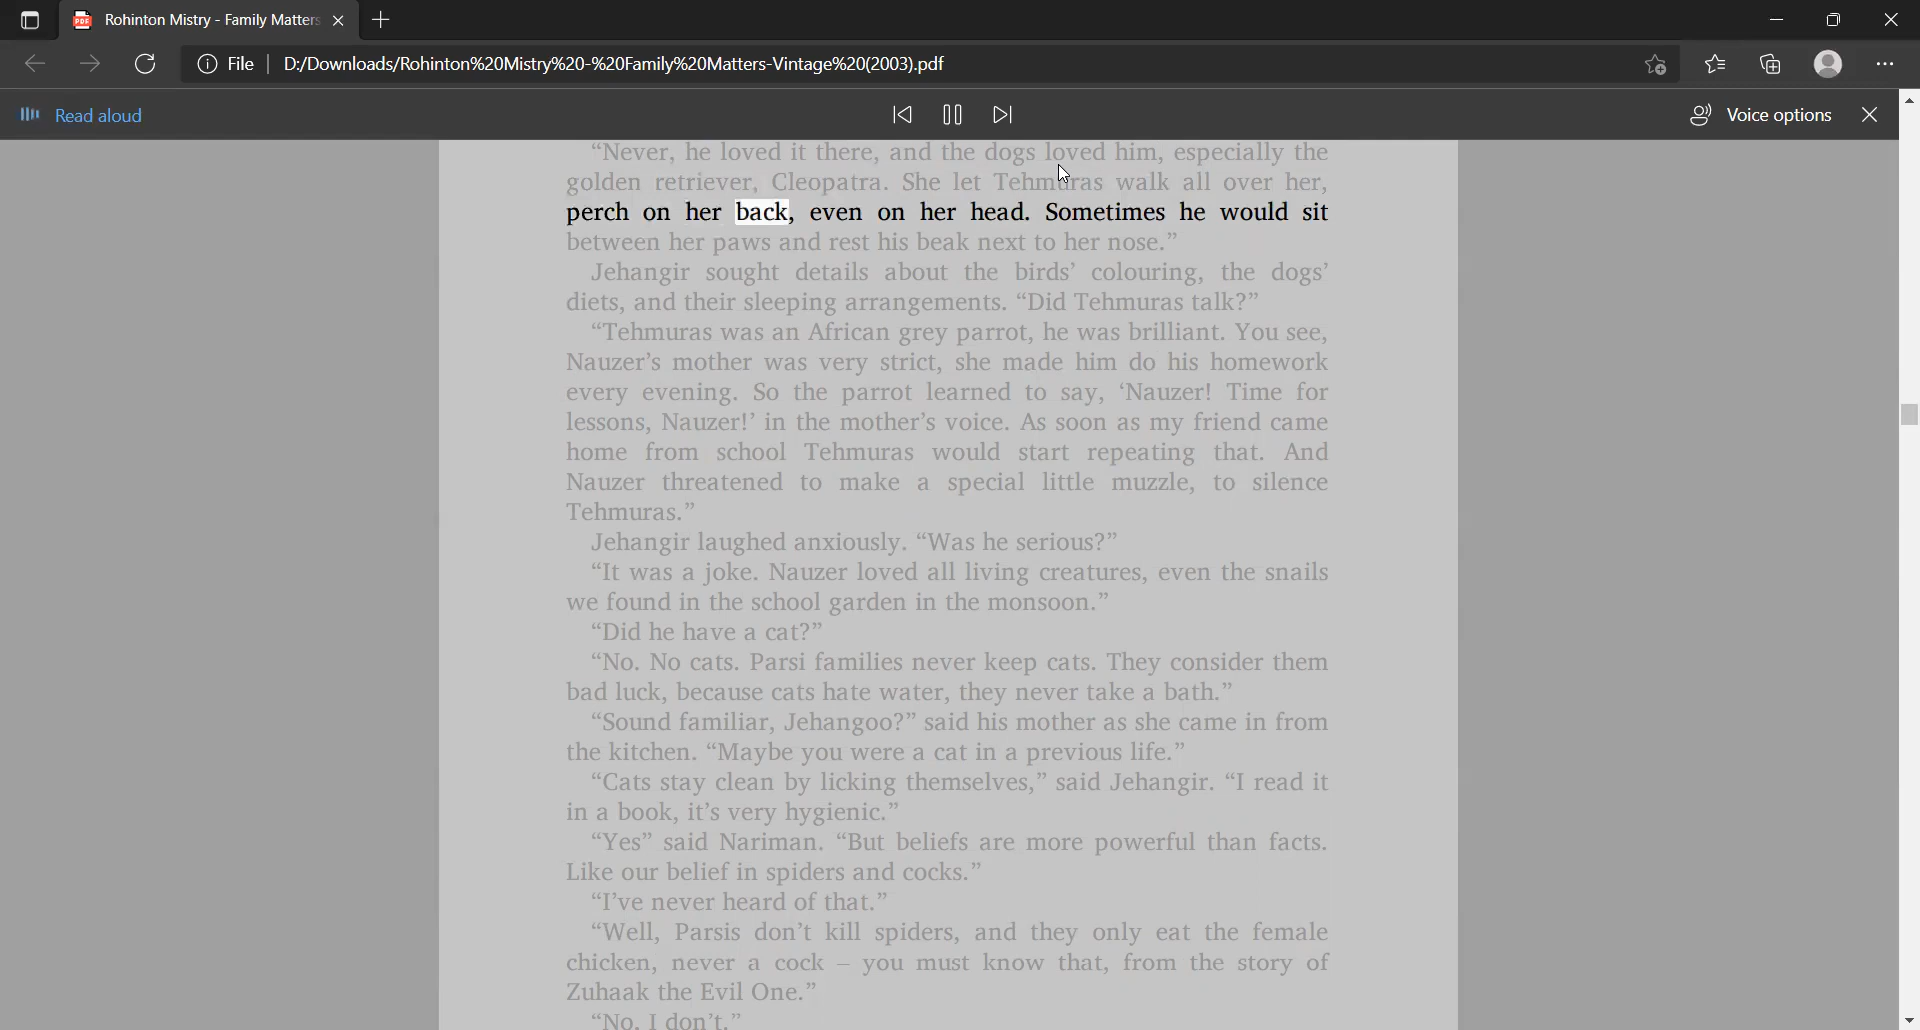 Rohinton Mistry - Family Matters
File
D:/Downloads/Rohinton%20Mistry%20-%20Family%20Matters-Vintage%20(2003).pdf
Read aloud
Voice options
“Never, he loved it there, and the dogs loved him, especially the
golden retriever, Cleopatra. She let Tehmuras walk all over her,
perch on her back, even on her head. Sometimes he would sit
between her paws and rest his beak next to her nose.”
Jehangir sought details about the birds’ colouring, the dogs’
diets, and their sleeping arrangements. “Did Tehmuras talk?”
“Tehmuras was an African grey parrot, he was brilliant. You see,
Nauzer’s mother was very strict, she made him do his homework
every evening. So the parrot learned to say, ‘Nauzer! Time for
lessons, Nauzer!’ in the mother’s voice. As soon as my friend came
home from school Tehmuras would start repeating that. And
Nauzer threatened to make a special little muzzle, to silence
Tehmuras.”
Jehangir laughed anxiously. “Was he serious?”
“It was a joke. Nauzer loved all living creatures, even the snails
we found in the school garden in the monsoon.”
“Did he have a cat?”
“No. No cats. Parsi families never keep cats. They consider them
bad luck, because cats hate water, they never take a bath.”
“Sound familiar, Jehangoo?” said his mother as she came in from
the kitchen. “Maybe you were a cat in a previous life.”
“Cats stay clean by licking themselves,” said Jehangir. “I read it
in a book, it’s very hygienic.”
“Yes” said Nariman. “But beliefs are more powerful than facts.
Like our belief in spiders and cocks.”
“I’ve never heard of that.”
“Well, Parsis don’t kill spiders, and they only eat the female
chicken, never a cock – you must know that, from the story of
Zuhaak the Evil One.”
“No, I don’t.”